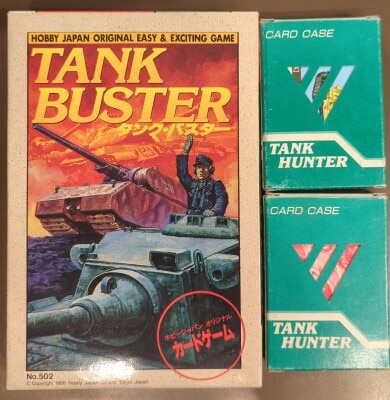 HOBBY JAPAN ORIGINAL EASY & EXCITING GAME
TANK
BUSTER
タンク・バスター
ホビージャパン オリジナル
カードゲーム
No.502
CARD CASE
TANK
HUNTER
CARD CASE
TANK
HUNTER